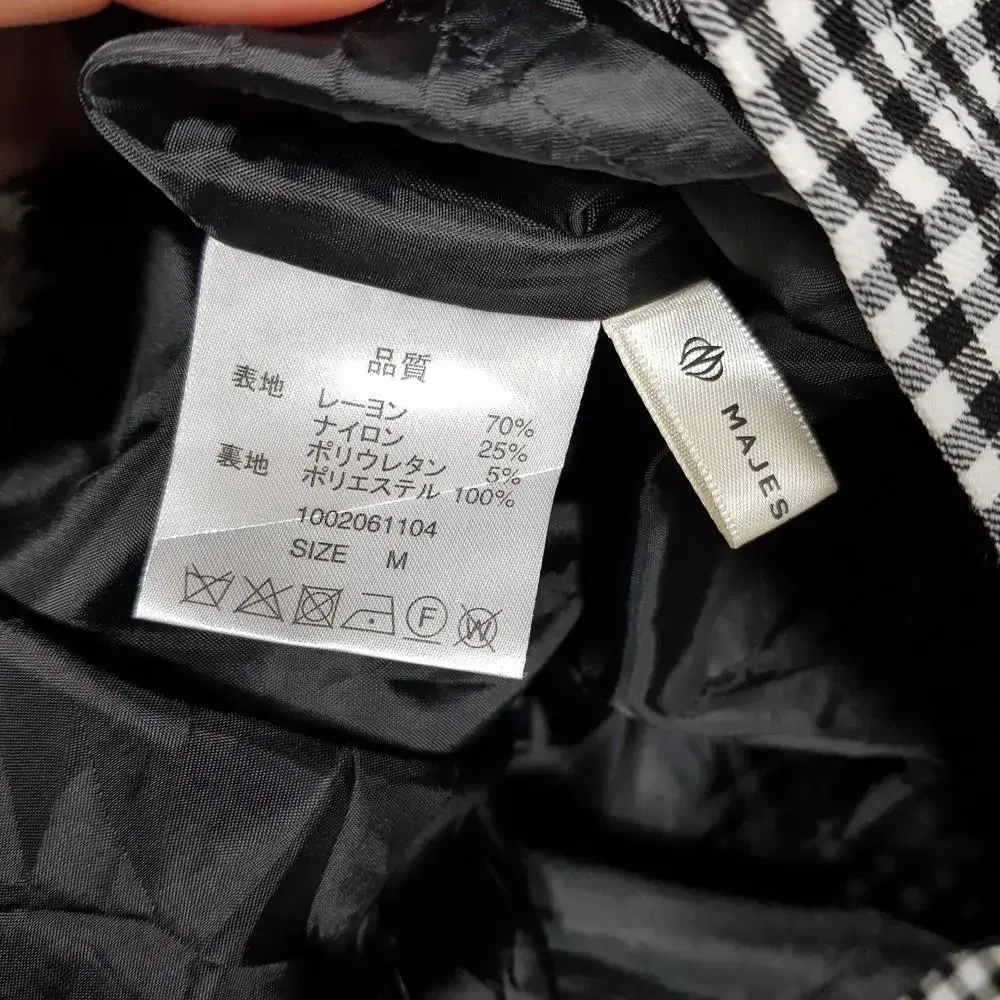 品質
表地
レーヨン 70%
ナイロン 25%
ポリウレタン 5%
裏地
ポリエステル 100%
1002061104
SIZE M
F
W
MAJES